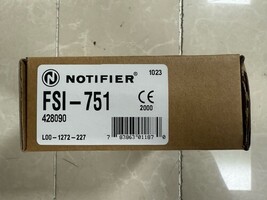 N NOTIFIER® 1023
FSI-751 CE
428090 2000
L00-1272-227